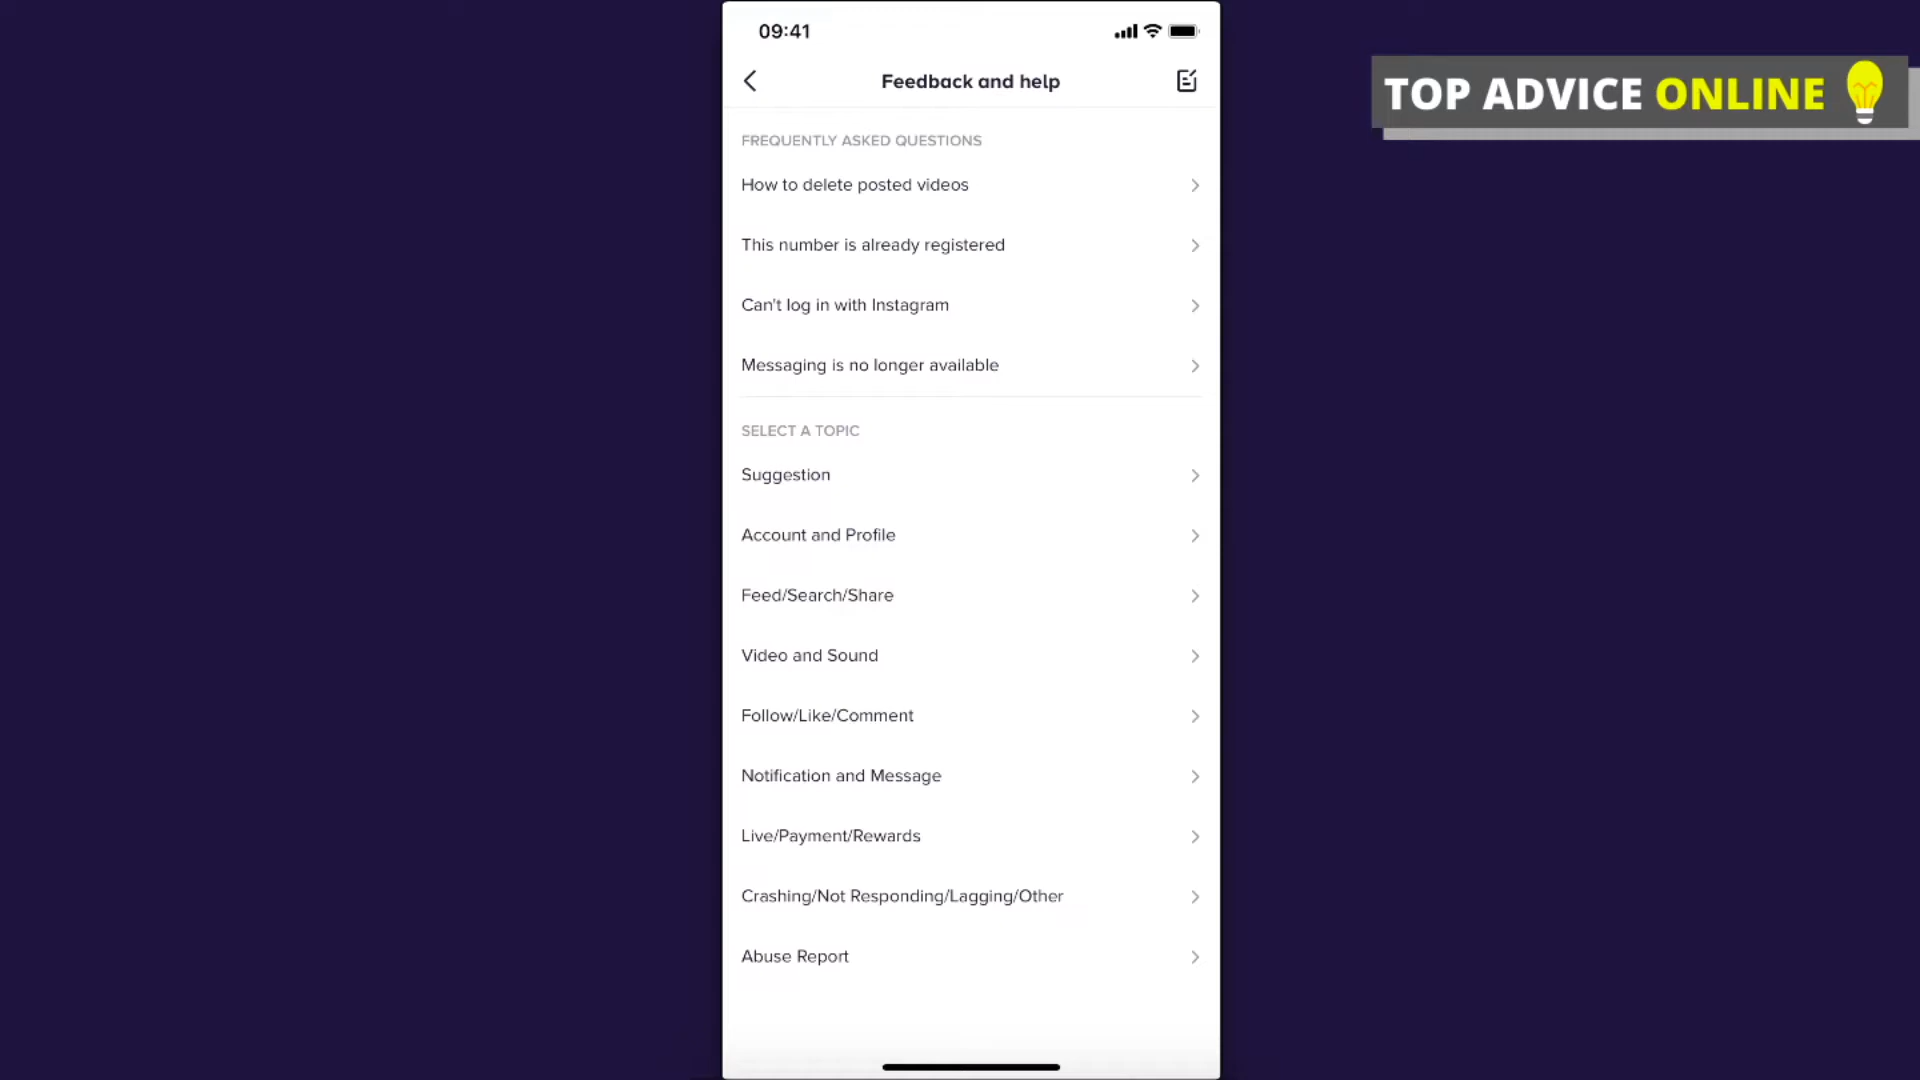 09:41
Feedback and help
TOP ADVICE ONLINE
FREQUENTLY ASKED QUESTIONS
How to delete posted videos
This number is already registered
Can't log in with Instagram
Messaging is no longer available
SELECT A TOPIC
Suggestion
Account and Profile
Feed/Search/Share
Video and Sound
Follow/Like/Comment
Notification and Message
Live/Payment/Rewards
Crashing/Not Responding/Lagging/Other
Abuse Report